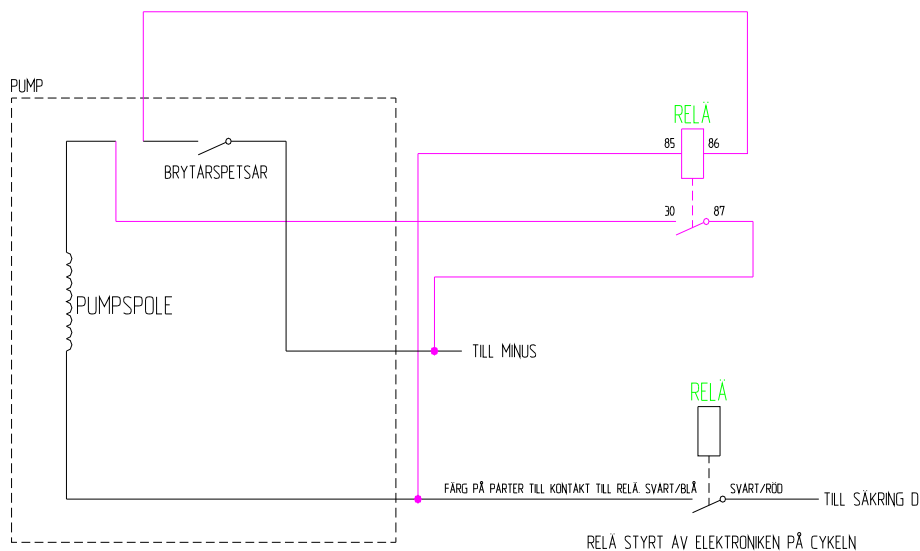 PUMP
RELÄ
85
86
BRYTARSPETSAR
30
87
PUMPSPOLE
TILL MINUS
RELÄ
FÄRG PÅ PARTER TILL KONTAKT TILL RELÄ. SVART/BLÅ
SVART/RÖD
TILL SÄKRING D
RELÄ STYRT AV ELEKTRONIKEN PÅ CYKELN